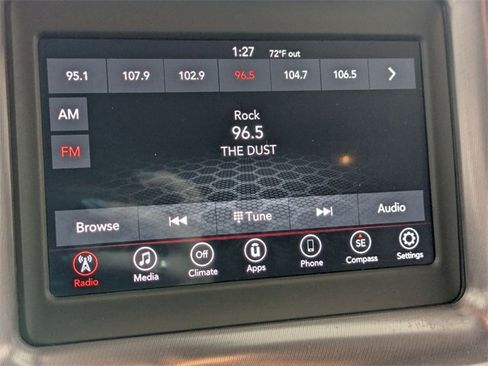 1:27 72°F out
95.1 107.9 102.9 96.5 104.7 106.5
AM
Rock
96.5
FM
THE DUST
Browse Tune Audio
Off SE
Radio Media Climate Apps Phone Compass Settings